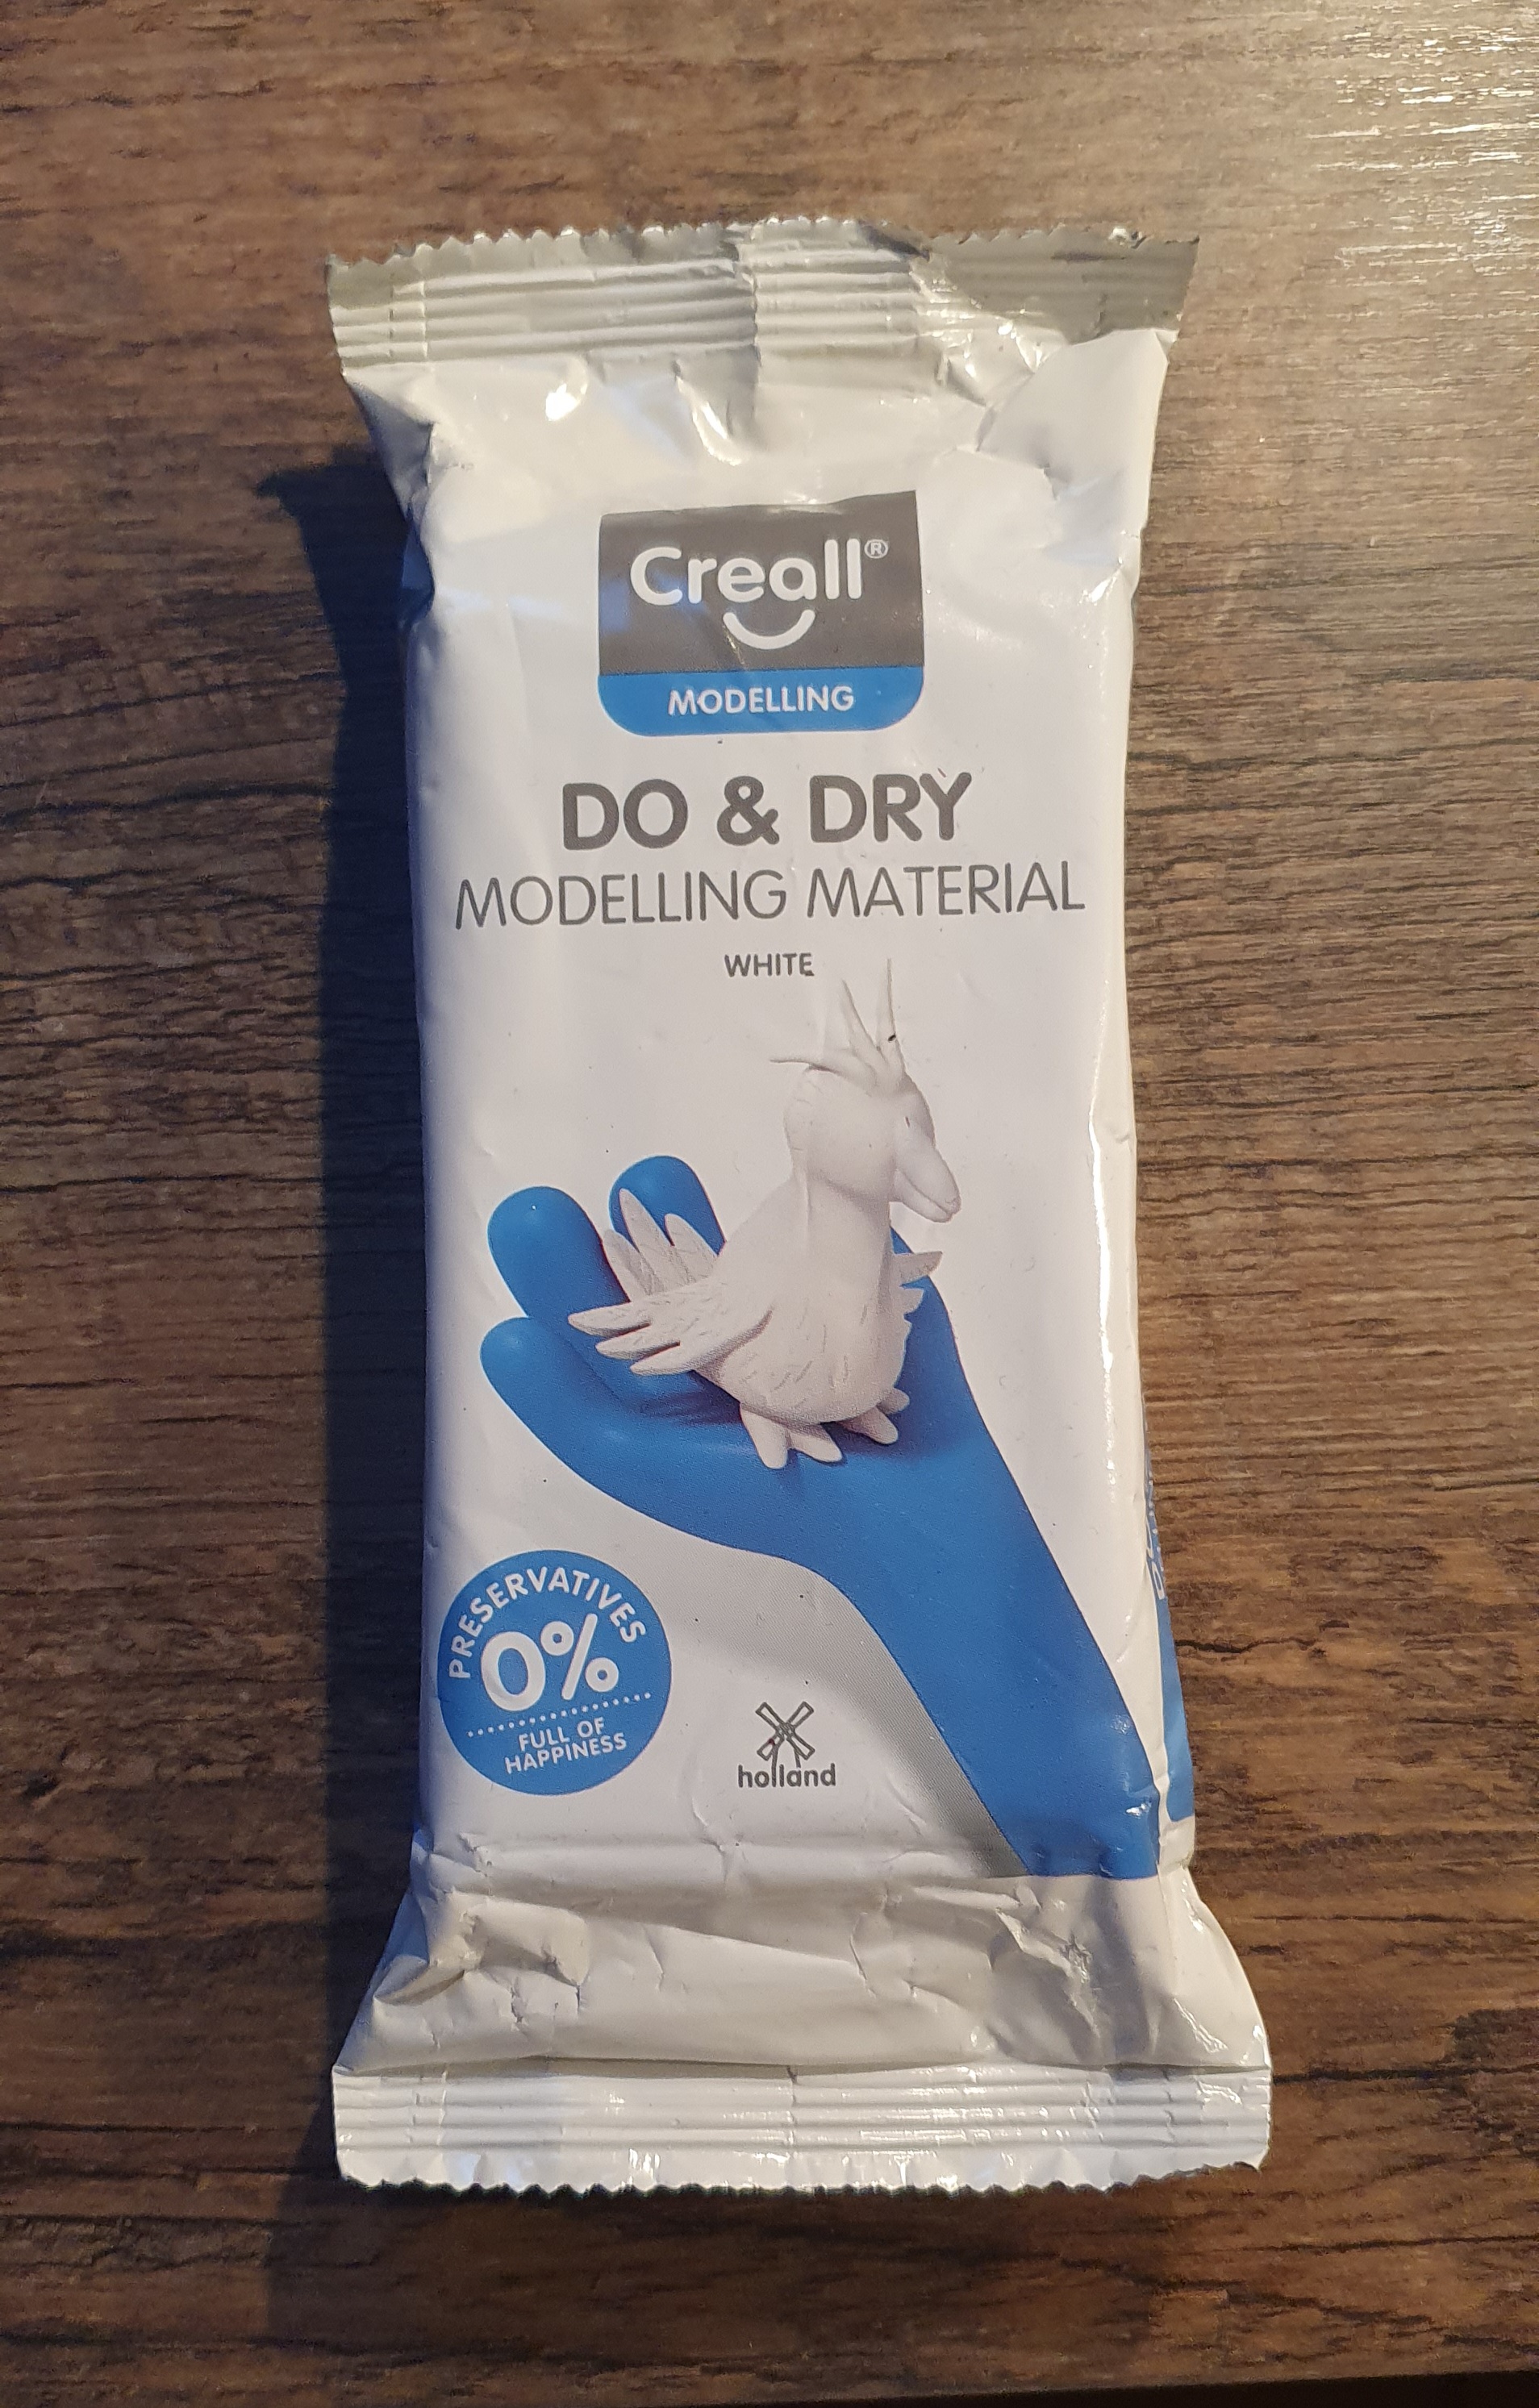 Creall®
MODELLING
DO & DRY
MODELLING MATERIAL
WHITE
PRESERVATIVES
0%
FULL OF
HAPPINESS
holland